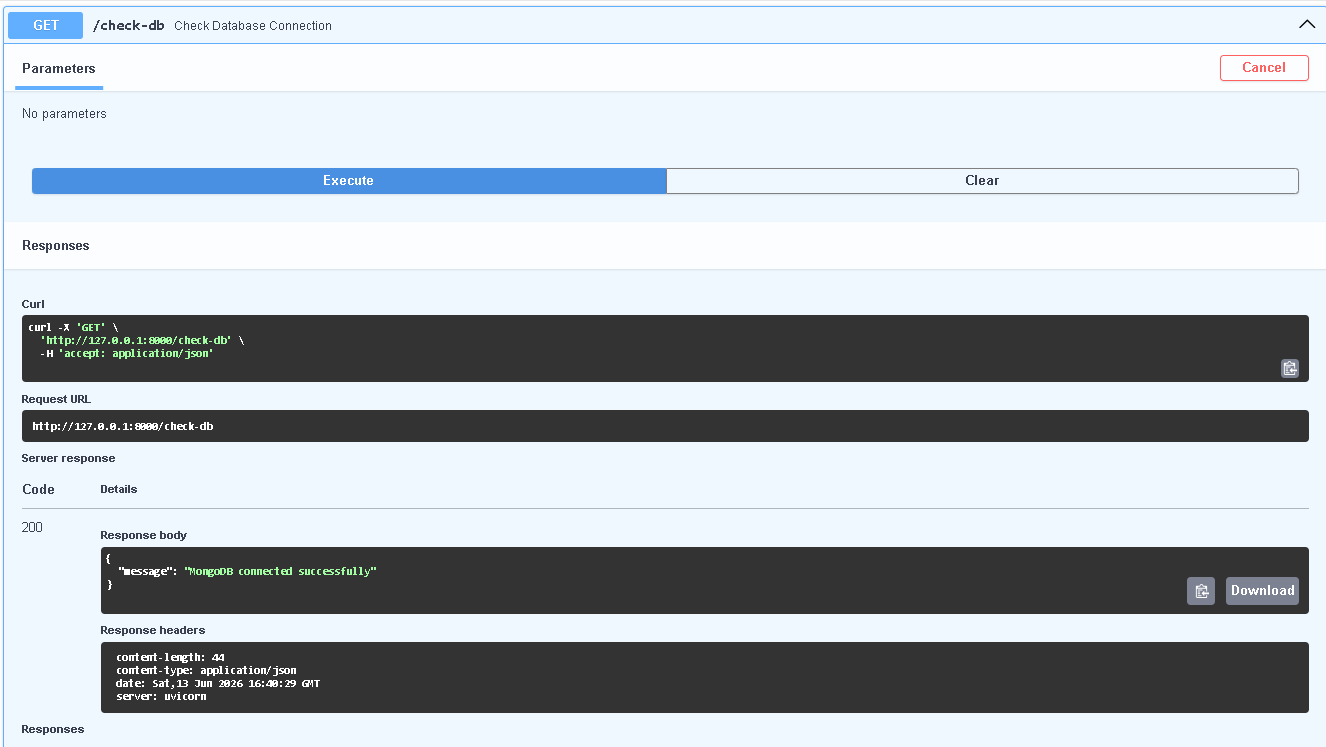 GET /check-db Check Database Connection
Parameters
Cancel
No parameters
Execute
Clear
Responses
Curl
curl -X 'GET' \
'http://127.0.0.1:8000/check-db' \
-H 'accept: application/json'
Request URL
http://127.0.0.1:8000/check-db
Server response
Code Details
200
Response body
{
"message": "MongoDB connected successfully"
}
Download
Response headers
content-length: 44
content-type: application/json
date: Sat,13 Jun 2026 16:40:29 GMT
server: uvicorn
Responses